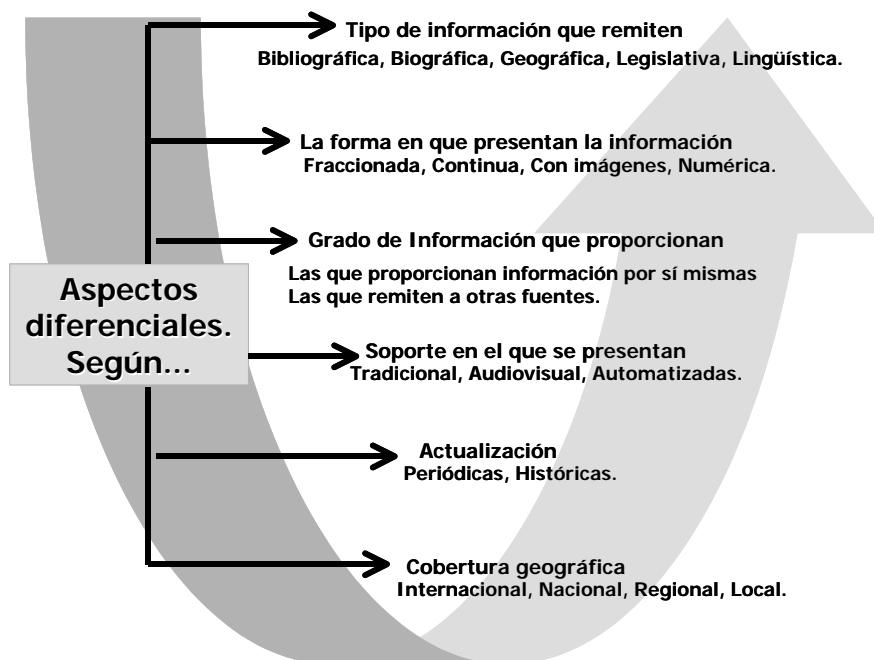 Tipo de información que remiten
Bibliográfica, Biográfica, Geográfica, Legislativa, Lingüística.
La forma en que presentan la información
Fraccionada, Continua, Con imágenes, Numérica.
Grado de Información que proporcionan
Las que proporcionan información por sí mismas
Las que remiten a otras fuentes.
Aspectos
diferenciales.
Según...
Soporte en el que se presentan
Tradicional, Audiovisual, Automatizadas.
Actualización
Periódicas, Históricas.
Cobertura geográfica
Internacional, Nacional, Regional, Local.